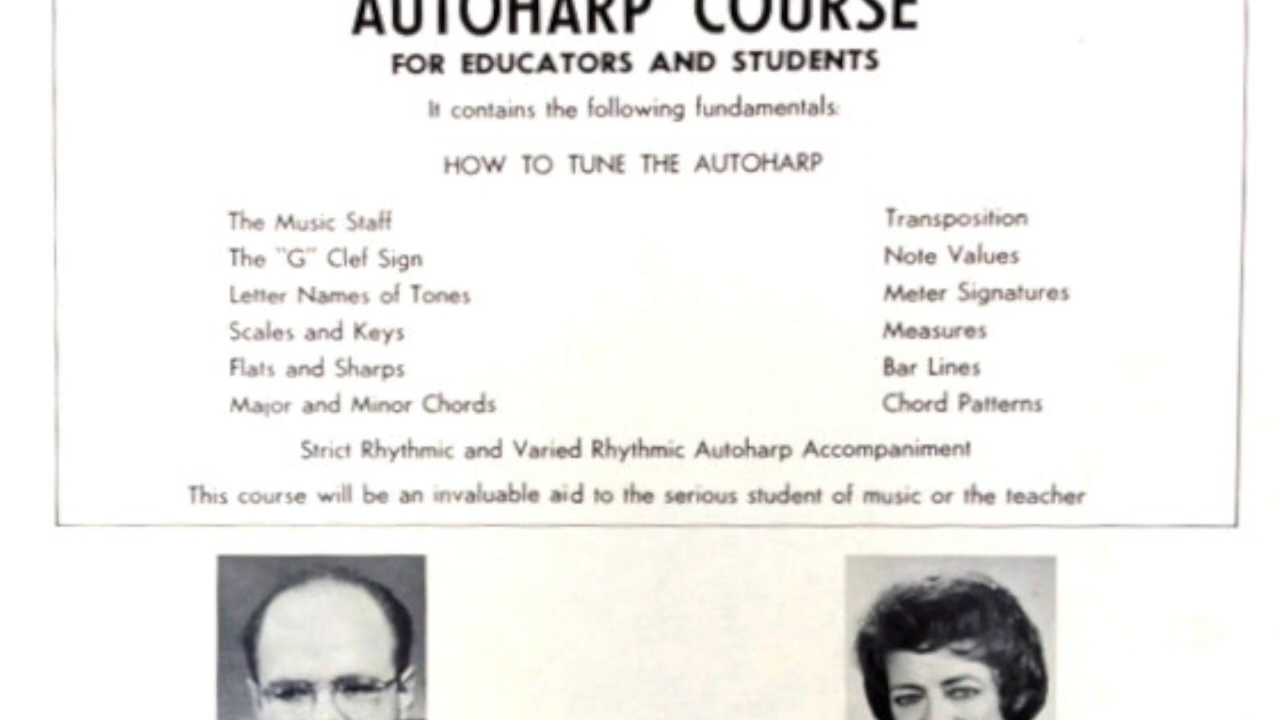 AUTOHARP COURSE
FOR EDUCATORS AND STUDENTS
It contains the following fundamentals:
HOW TO TUNE THE AUTOHARP
The Music Staff
The "G" Clef Sign
Letter Names of Tones
Scales and Keys
Flats and Sharps
Major and Minor Chords
Transposition
Note Values
Meter Signatures
Measures
Bar Lines
Chord Patterns
Strict Rhythmic and Varied Rhythmic Autoharp Accompaniment
This course will be an invaluable aid to the serious student of music or the teacher